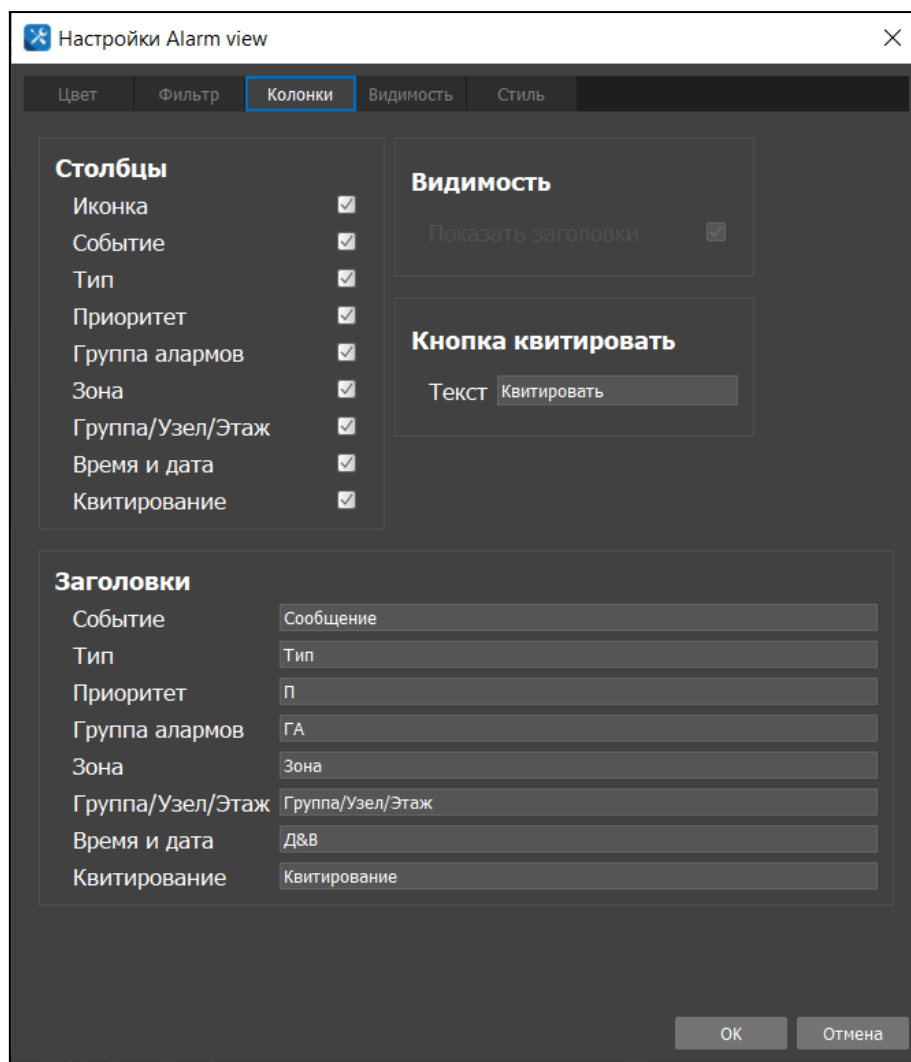 Настройки Alarm view
Цвет Фильтр Колонки Видимость Стиль
Столбцы
Иконка
Событие
Тип
Приоритет
Группа алармов
Зона
Группа/Узел/Этаж
Время и дата
Квитирование
Видимость
Показать заголовки
Кнопка квитировать
Текст Квитировать
Заголовки
Событие Сообщение
Тип Тип
Приоритет П
Группа алармов ГА
Зона Зона
Группа/Узел/Этаж Группа/Узел/Этаж
Время и дата Д&В
Квитирование Квитирование
OK Отмена